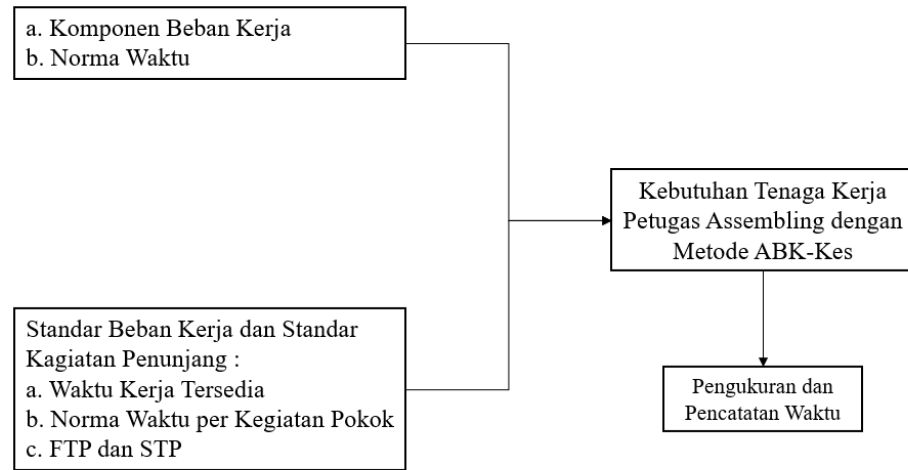 a. Komponen Beban Kerja
b. Norma Waktu
Kebutuhan Tenaga Kerja
Petugas Assembling dengan
Metode ABK-Kes
Standar Beban Kerja dan Standar
Kagiatan Penunjang :
a. Waktu Kerja Tersedia
b. Norma Waktu per Kegiatan Pokok
c. FTP dan STP
Pengukuran dan
Pencatatan Waktu